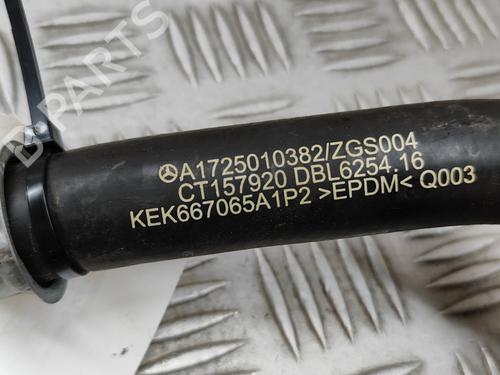 B-PARTS
A1725010382/ZGS004
CT157920 DBL6254.16
KEK667065A1P2 >EPDM< Q003